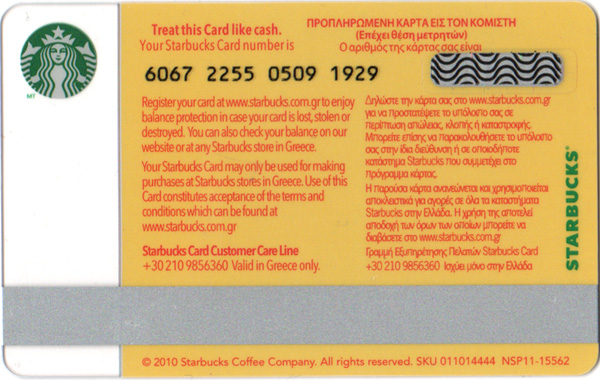 Treat this Card like cash.
Your Starbucks Card number is
ΠΡΟΠΛΗΡΩΜΕΝΗ ΚΑΡΤΑ ΕΙΣ ΤΟΝ ΚΟΜΙΣΤΗ
(Επέχει θέση μετρητών)
Ο αριθμός της κάρτας σας είναι
6067 2255 0509 1929
MT
Register your card at www.starbucks.com.gr to enjoy
balance protection in case your card is lost, stolen or
destroyed. You can also check your balance on our
website or at any Starbucks store in Greece.
Your Starbucks Card may only be used for making
purchases at Starbucks stores in Greece. Use of this
Card constitutes acceptance of the terms and
conditions which can be found at
www.starbucks.com.gr
Starbucks Card Customer Care Line
+30 210 9856360 Valid in Greece only.
Δηλώστε την κάρτα σας στο www.starbucks.com.gr
για να προστατέψετε το υπόλοιπο σας σε
περίπτωση απώλειας, κλοπής ή καταστροφής.
Μπορείτε επίσης να παρακολουθήσετε το υπόλοιπο
σας στην ίδια διεύθυνση ή σε οποιοδήποτε
κατάστημα Starbucks που συμμετέχει στο
πρόγραμμα κάρτας.
Η παρούσα κάρτα ανανεώνεται και χρησιμοποιείται
αποκλειστικά για αγορές σε όλα τα καταστήματα
Starbucks στην Ελλάδα. Η χρήση της αποτελεί
αποδοχή των όρων των οποίων μπορείτε να
διαβάσετε στο www.starbucks.com.gr
Γραμμή Εξυπηρέτησης Πελατών Starbucks Card
+30 210 9856360 Ισχύει μόνο στην Ελλάδα
STARBUCKS®
© 2010 Starbucks Coffee Company. All rights reserved. SKU 011014444 NSP11-15562